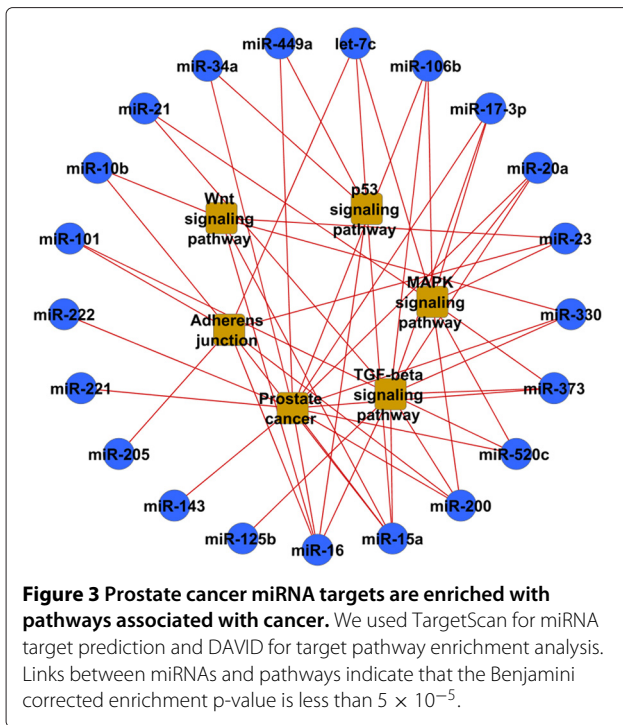 miR-449a
let-7c
miR-34a
miR-106b
miR-21
miR-17-3p
miR-10b
miR-20a
Wnt
signaling
pathway
p53
signaling
pathway
miR-101
miR-23
MAPK
signaling
pathway
miR-222
miR-330
Adherens
junction
TGF-beta
signaling
pathway
miR-221
Prostate
cancer
miR-373
miR-205
miR-520c
miR-143
miR-200
miR-125b
miR-16
miR-15a
Figure 3 Prostate cancer miRNA targets are enriched with
pathways associated with cancer. We used TargetScan for miRNA
target prediction and DAVID for target pathway enrichment analysis.
Links between miRNAs and pathways indicate that the Benjamini
corrected enrichment p-value is less than 5 × 10⁻⁵.